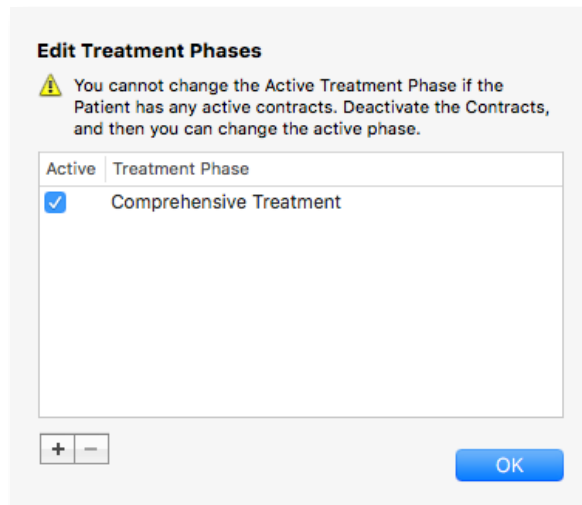 Edit Treatment Phases
You cannot change the Active Treatment Phase if the
Patient has any active contracts. Deactivate the Contracts,
and then you can change the active phase.
Active Treatment Phase
Comprehensive Treatment
+ −
OK